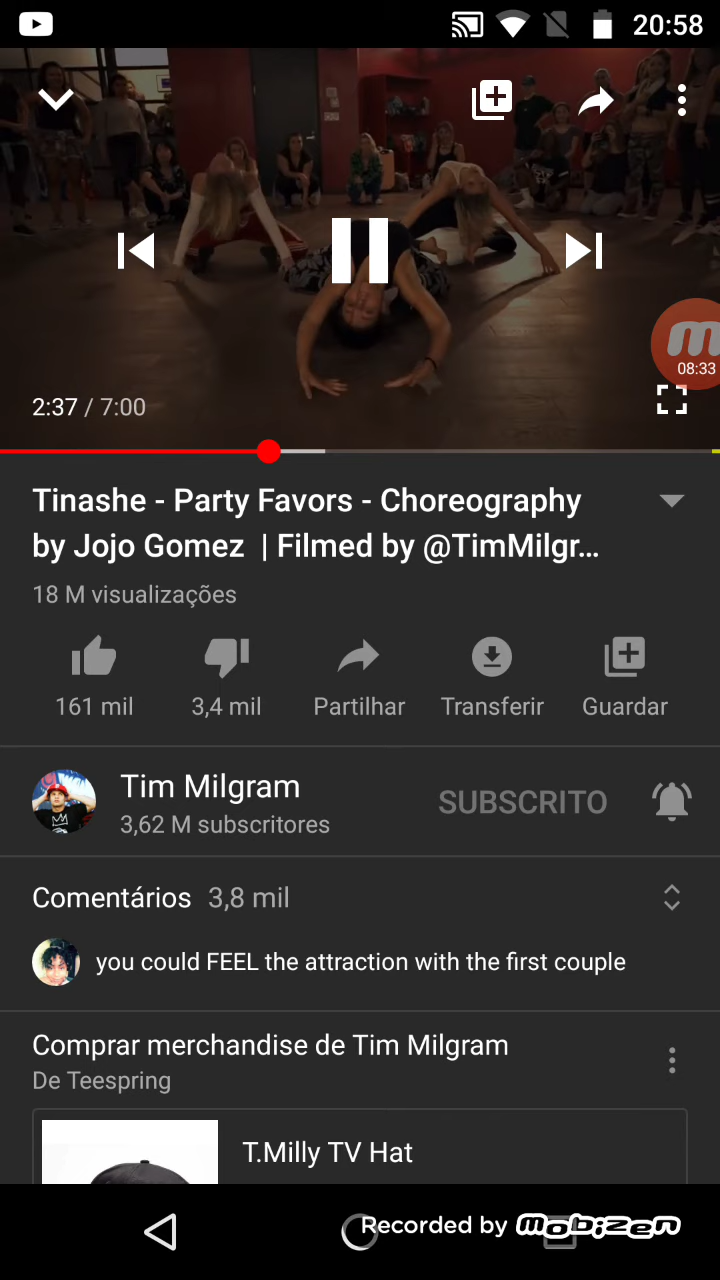 20:58
08:33
2:37 / 7:00
Tinashe - Party Favors - Choreography
by Jojo Gomez | Filmed by @TimMilgr...
18 M visualizações
161 mil
3,4 mil
Partilhar
Transferir
Guardar
Tim Milgram
3,62 M subscritores
SUBSCRITO
Comentários 3,8 mil
you could FEEL the attraction with the first couple
Comprar merchandise de Tim Milgram
De Teespring
T.Milly TV Hat
Recorded by mobizen